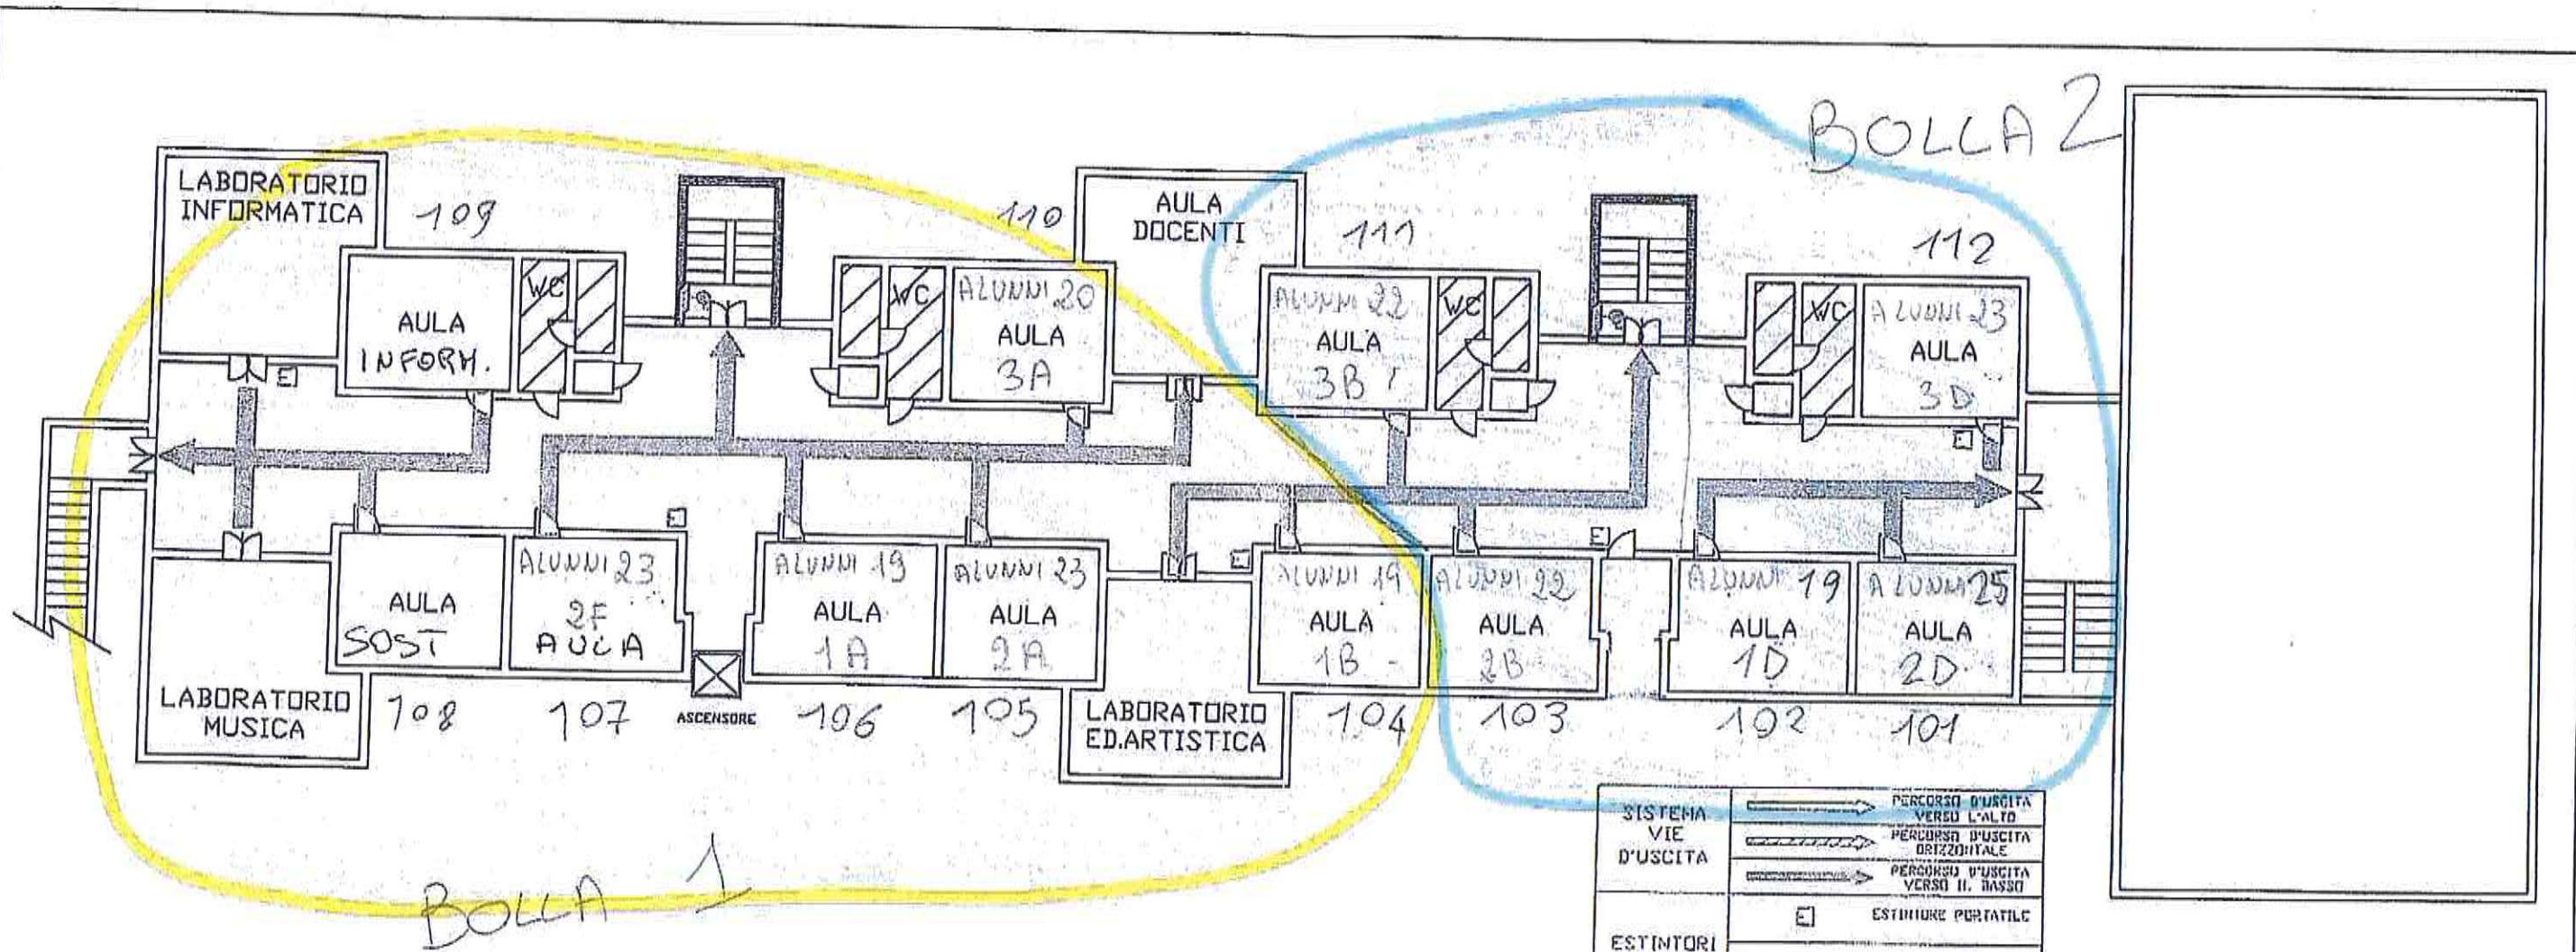 BOLLA 2
LABORATORIO
INFORMATICA
109
110
AULA
DOCENTI
111
112
AULA
INFORM.
WC
WC
ALUNNI 20
AULA
3A
ALUNNI 22
AULA
3B
WC
WC
ALUNNI 23
AULA
3D
E
E
E
E
E
AULA
SOST
ALUNNI 23
2F
AULA
ALUNNI 19
AULA
1A
ALUNNI 23
AULA
2A
ALUNNI 19
AULA
1B
ALUNNI 22
AULA
2B
ALUNNI 19
AULA
1D
ALUNNI 25
AULA
2D
LABORATORIO
MUSICA
108
107
ASCENSORE
106
105
LABORATORIO
ED.ARTISTICA
104
103
102
101
BOLLA 1
SISTEMA
VIE
D'USCITA
PERCORSO D'USCITA
VERSO L'ALTO
PERCORSO D'USCITA
ORIZZONTALE
PERCORSO D'USCITA
VERSO IL BASSO
ESTINTORI
E
ESTINTORE PORTATILE